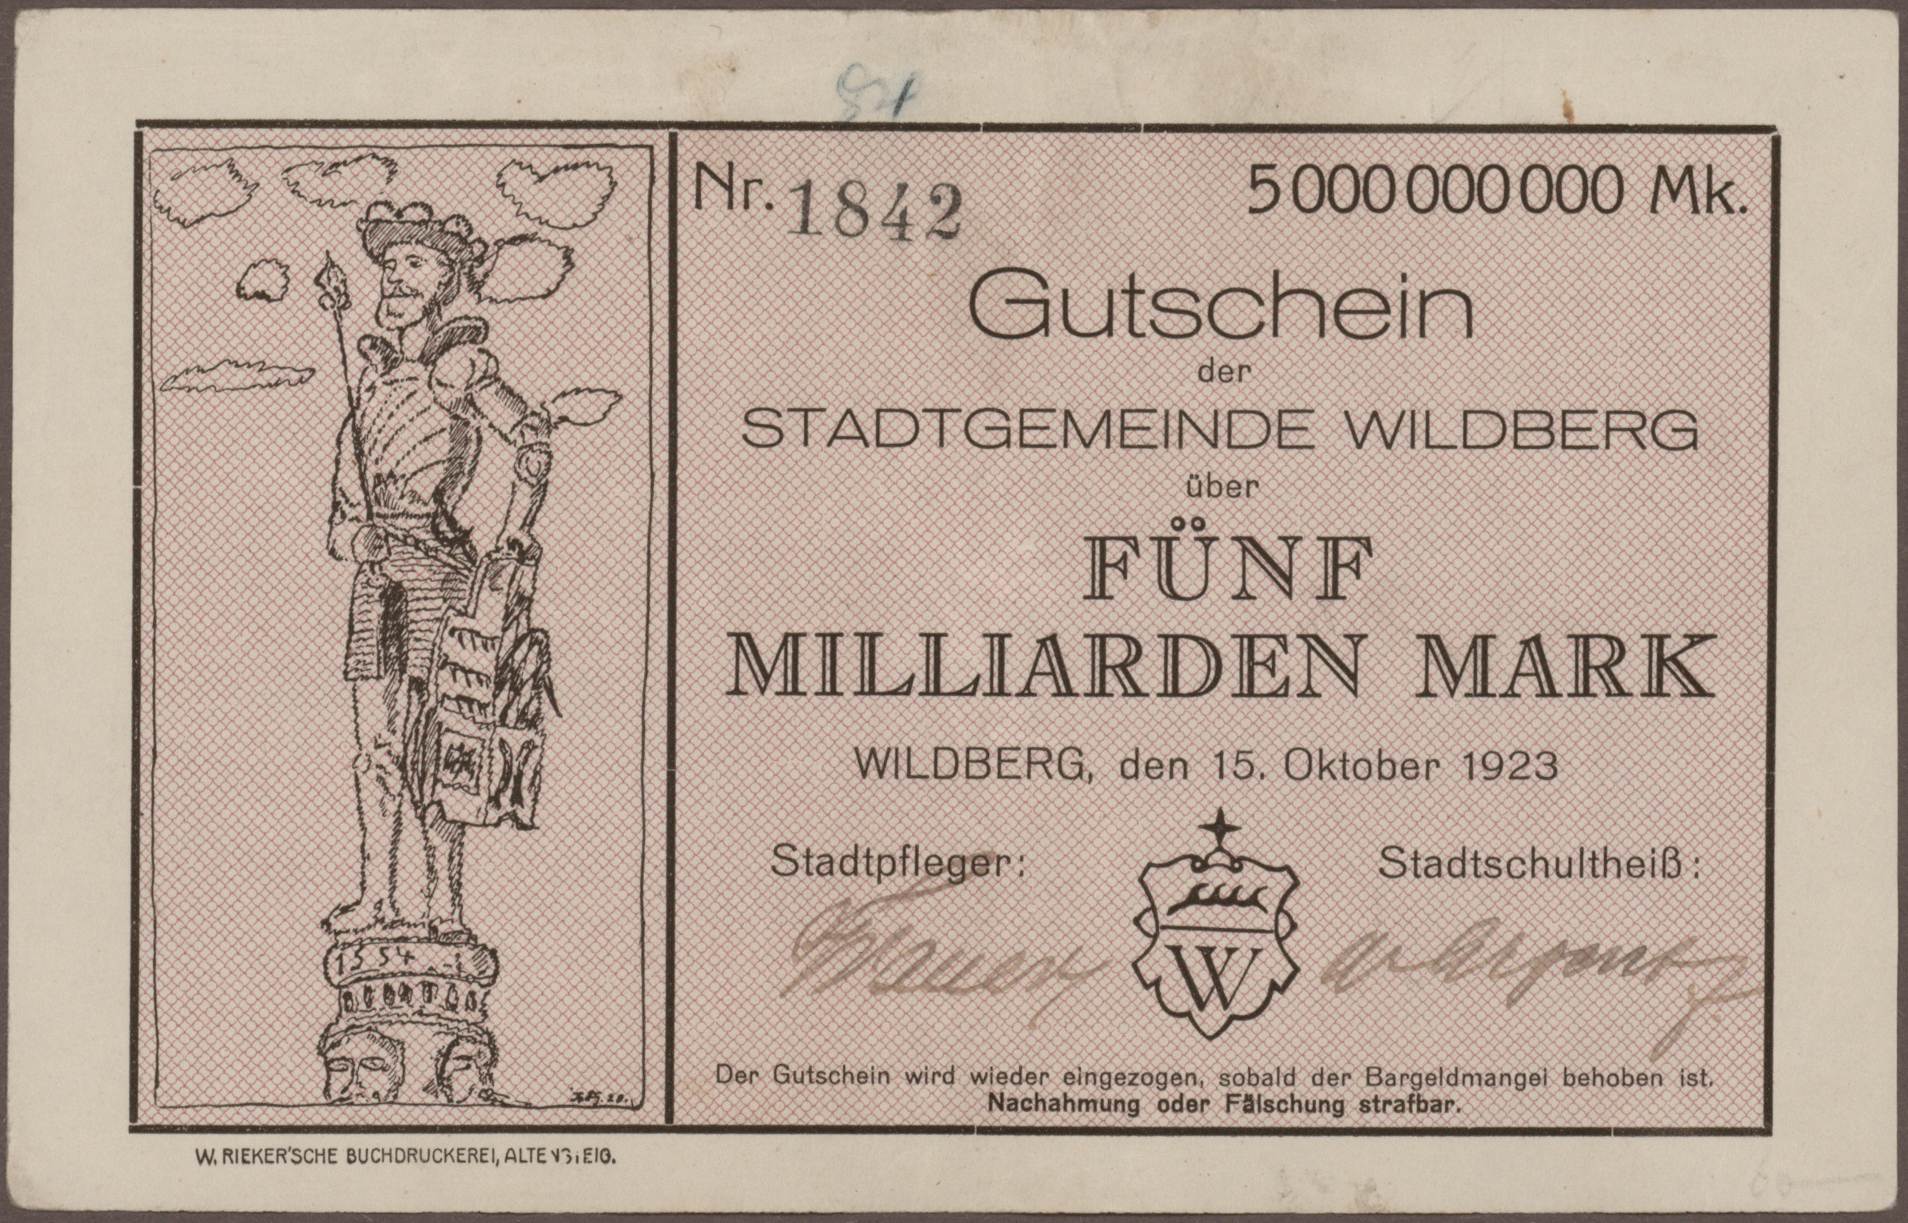 Nr. 1842
5 000 000 000 Mk.
Gutschein
der
STADTGEMEINDE WILDBERG
über
FÜNF
MILLIARDEN MARK
WILDBERG, den 15. Oktober 1923
Stadtpfleger:
Stadtschultheiß:
W
1554
Der Gutschein wird wieder eingezogen, sobald der Bargeldmangel behoben ist.
Nachahmung oder Fälschung strafbar.
W. RIEKER'SCHE BUCHDRUCKEREI,